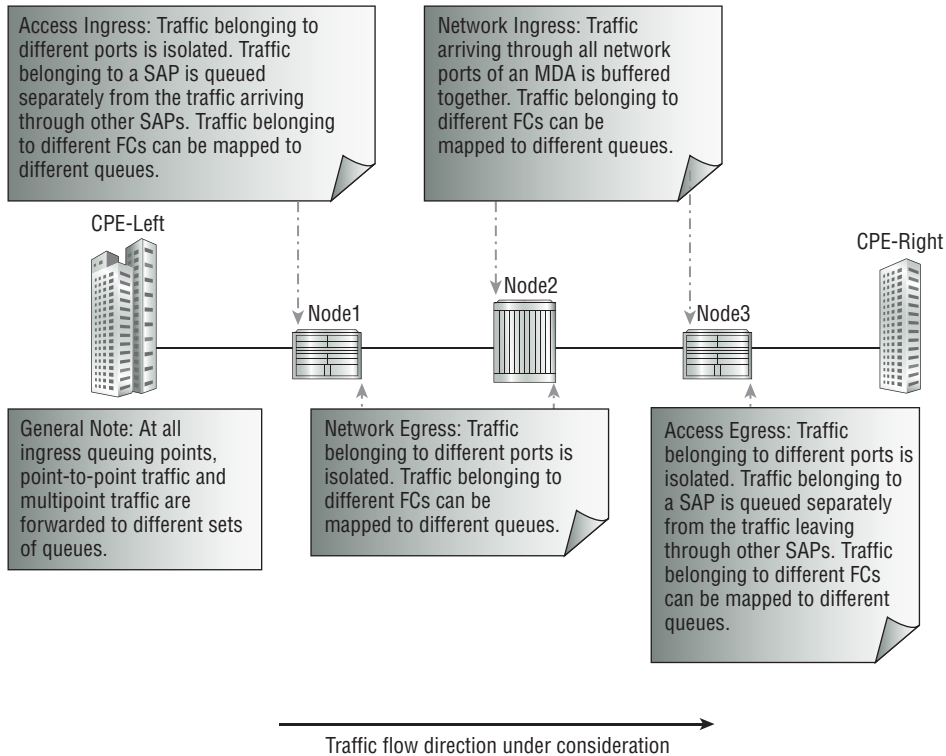 Access Ingress: Traffic belonging to
different ports is isolated. Traffic
belonging to a SAP is queued
separately from the traffic arriving
through other SAPs. Traffic belonging
to different FCs can be mapped to
different queues.
Network Ingress: Traffic
arriving through all network
ports of an MDA is buffered
together. Traffic belonging to
different FCs can be
mapped to different queues.
CPE-Left
CPE-Right
Node1
Node2
Node3
General Note: At all
ingress queuing points,
point-to-point traffic and
multipoint traffic are
forwarded to different sets
of queues.
Network Egress: Traffic
belonging to different ports is
isolated. Traffic belonging to
different FCs can be
mapped to different queues.
Access Egress: Traffic
belonging to different ports is
isolated. Traffic belonging to
a SAP is queued separately
from the traffic leaving
through other SAPs. Traffic
belonging to different FCs
can be mapped to different
queues.
Traffic flow direction under consideration